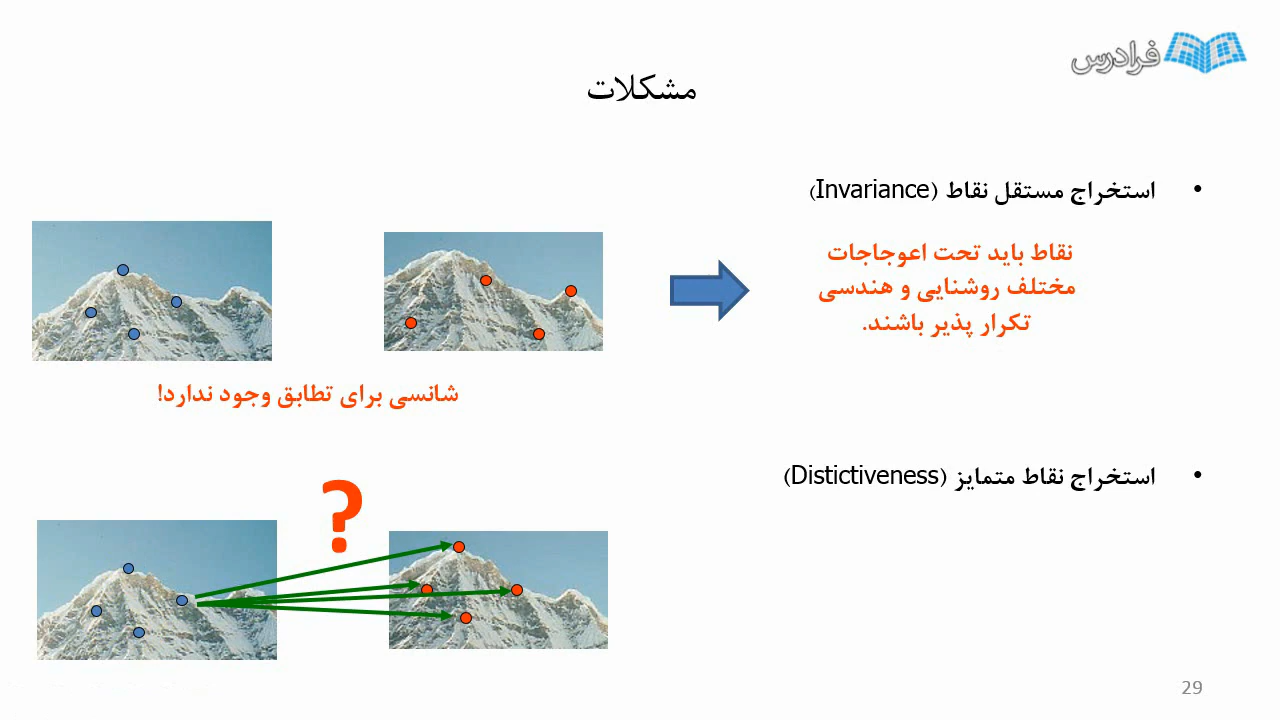 فرادرس
مشکلات
• استخراج مستقل نقاط (Invariance)
نقاط باید تحت اعوجاجات
مختلف روشنایی و هندسی
تکرار پذیر باشند.
شانسی برای تطابق وجود ندارد!
• استخراج نقاط متمایز (Distictiveness)
?
29